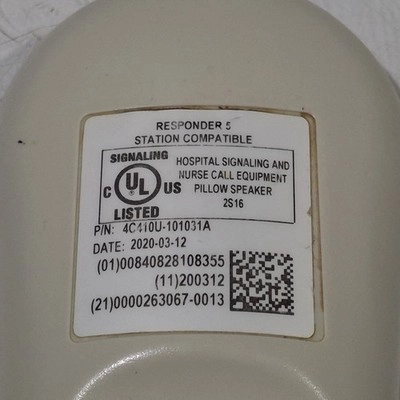 RESPONDER 5
STATION COMPATIBLE
SIGNALING
C UL US
LISTED
HOSPITAL SIGNALING AND
NURSE CALL EQUIPMENT
PILLOW SPEAKER
2S16
P/N: 4C410U-101031A
DATE: 2020-03-12
(01)00840828108355
(11)200312
(21)0000263067-0013